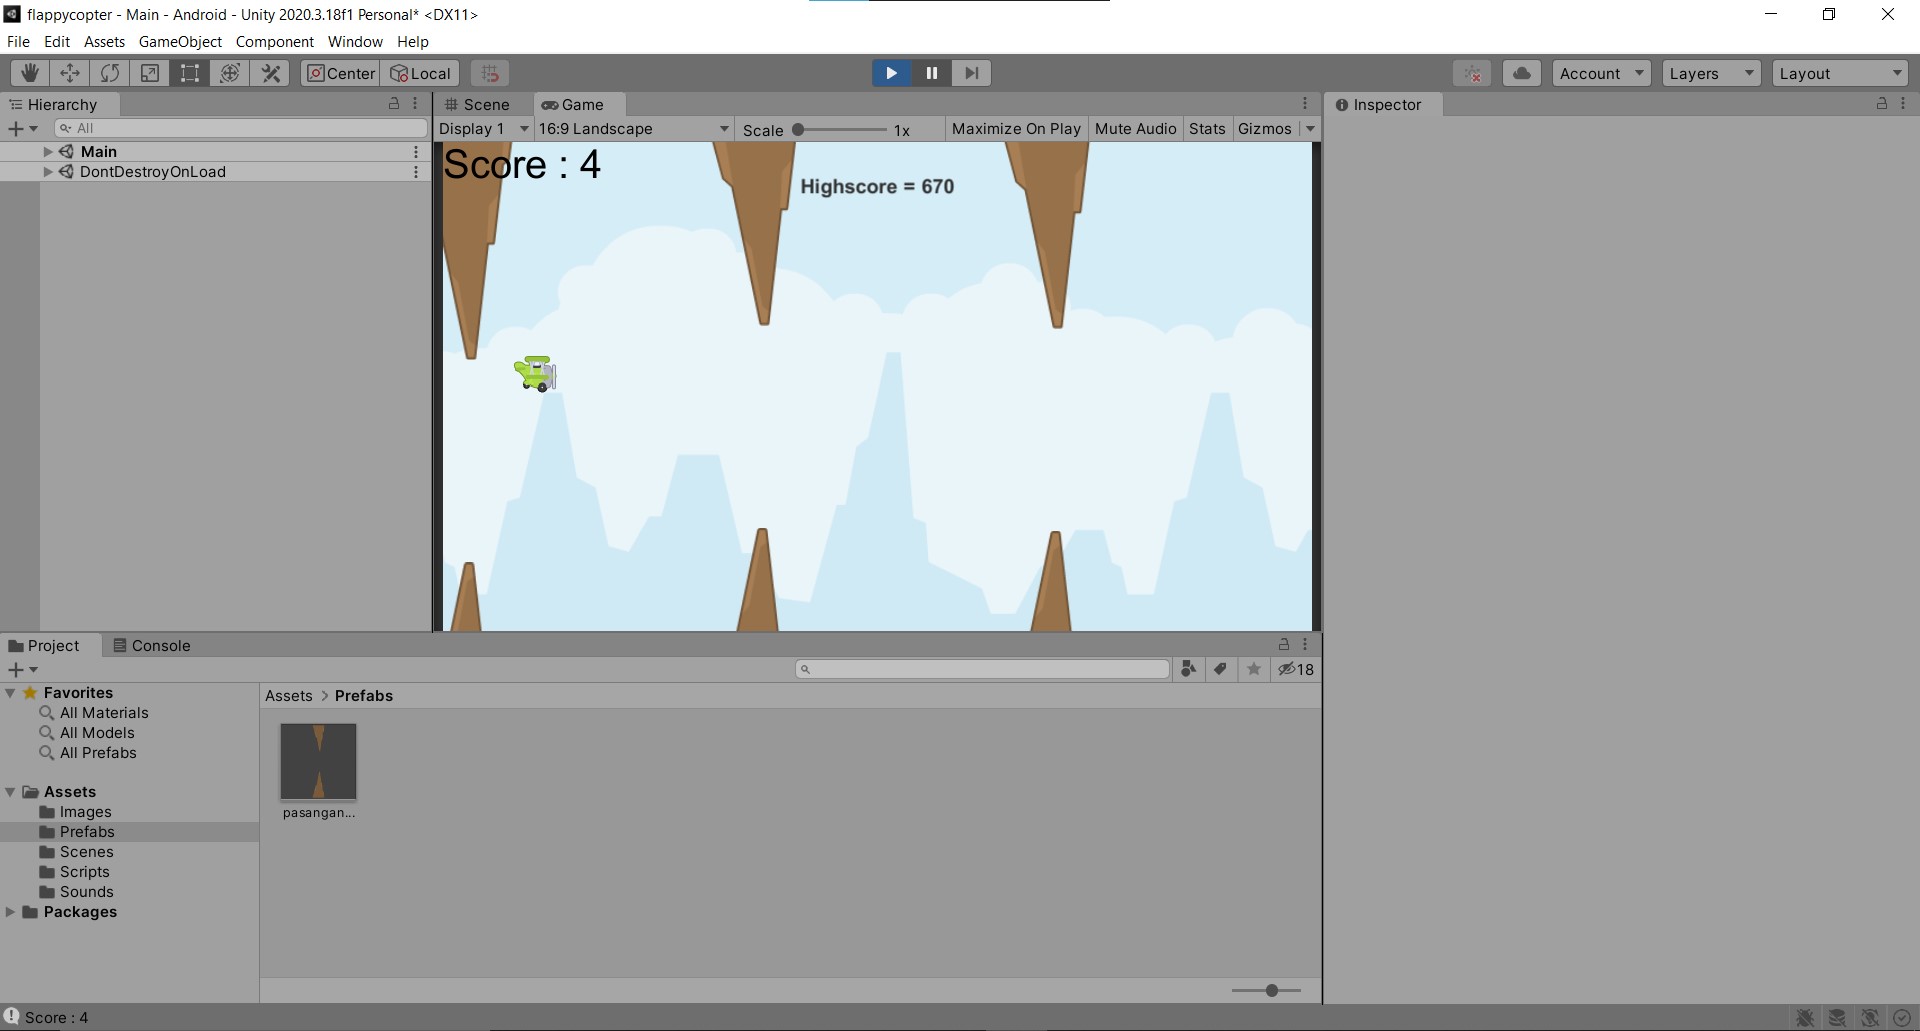 flappycopter - Main - Android - Unity 2020.3.18f1 Personal* <DX11>
File Edit Assets GameObject Component Window Help
Center Local Account Layers Layout
Hierarchy
All
Main
DontDestroyOnLoad
Scene Game
Display 1 16:9 Landscape Scale 1x Maximize On Play Mute Audio Stats Gizmos
Score : 4
Highscore = 670
Inspector
Project Console
18
Favorites
All Materials
All Models
All Prefabs
Assets
Images
Prefabs
Scenes
Scripts
Sounds
Packages
Assets > Prefabs
pasangan...
Score : 4